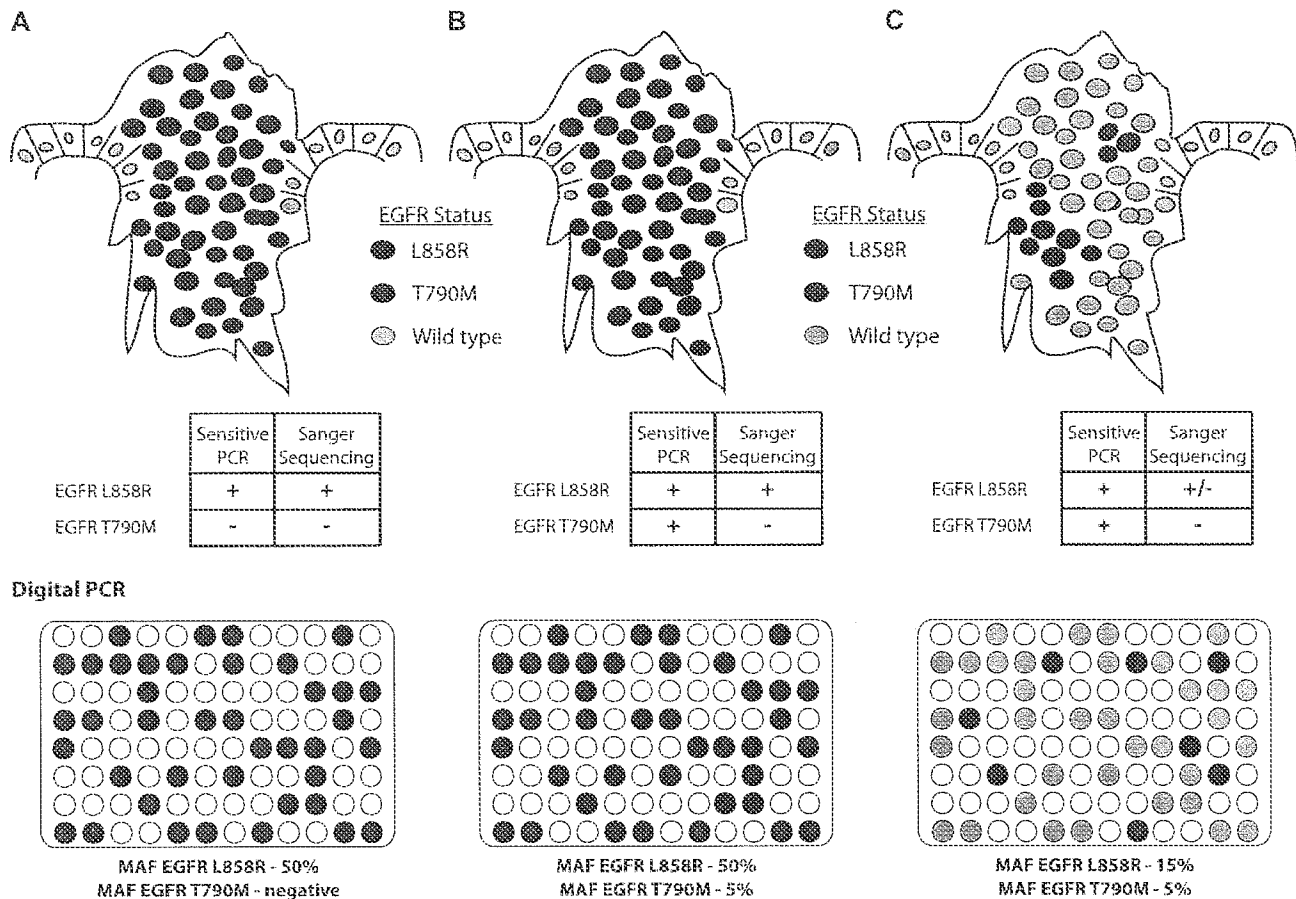 A
B
C
EGFR Status
L858R
T790M
Wild type
EGFR Status
L858R
T790M
Wild type
Sensitive PCR
Sanger Sequencing
EGFR L858R + +
EGFR T790M - -
Sensitive PCR
Sanger Sequencing
EGFR L858R + +
EGFR T790M + -
Sensitive PCR
Sanger Sequencing
EGFR L858R + +/-
EGFR T790M + -
Digital PCR
MAF EGFR L858R - 50%
MAF EGFR T790M - negative
MAF EGFR L858R - 50%
MAF EGFR T790M - 5%
MAF EGFR L858R - 15%
MAF EGFR T790M - 5%